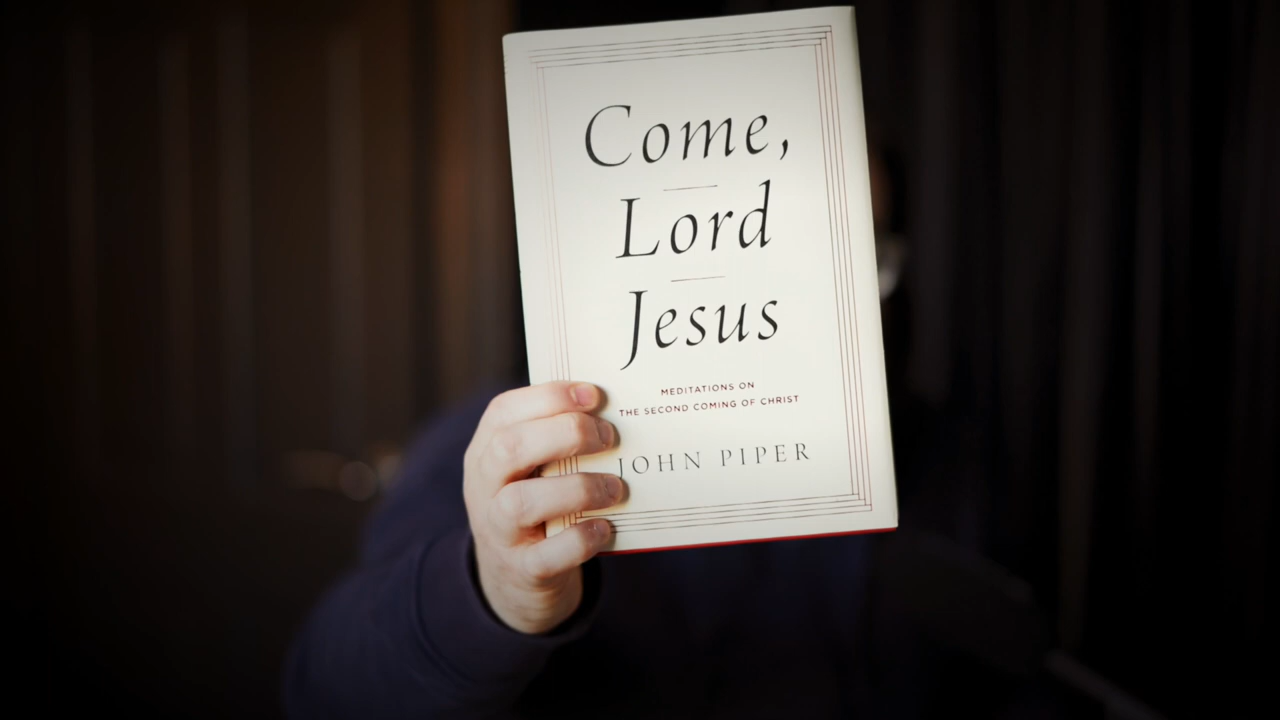 Come,
Lord
Jesus
MEDITATIONS ON
THE SECOND COMING OF CHRIST
JOHN PIPER